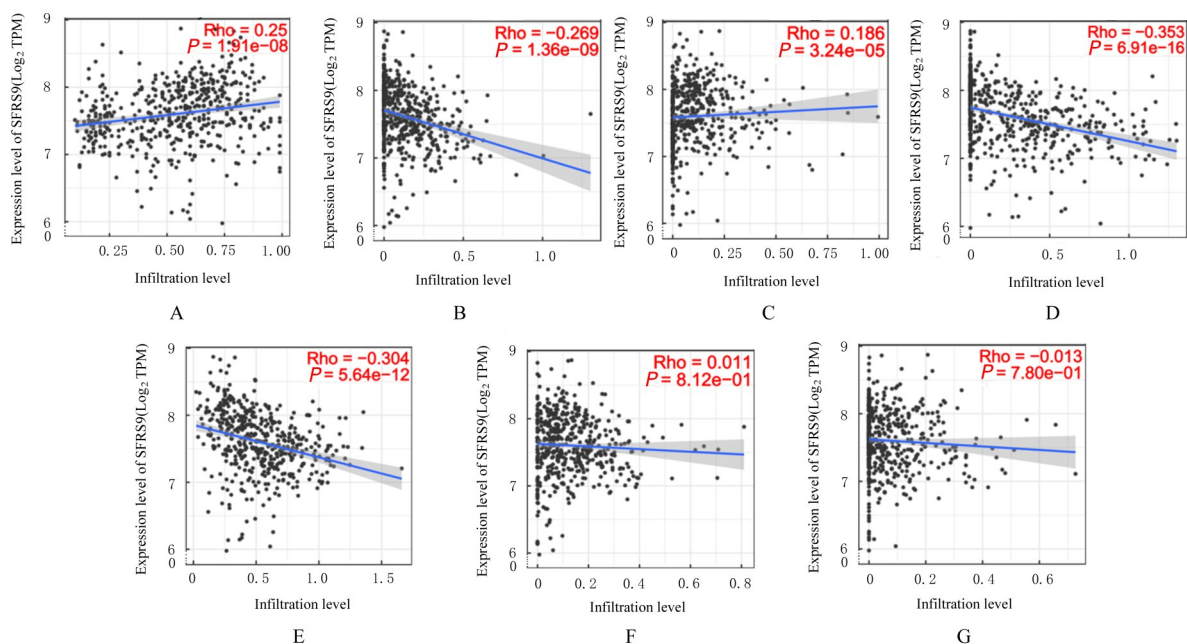 Expression level of SFRS9(Log₂ TPM)
9
8
7
6
0
Rho = 0.25
P = 1.91e−08
0.25 0.50 0.75 1.00
Infiltration level
A
Expression level of SFRS9(Log₂ TPM)
9
8
7
6
0
Rho = −0.269
P = 1.36e−09
0 0.5 1.0
Infiltration level
B
Expression level of SFRS9(Log₂ TPM)
9
8
7
6
0
Rho = 0.186
P = 3.24e−05
0 0.25 0.50 0.75 1.00
Infiltration level
C
Expression level of SFRS9(Log₂ TPM)
9
8
7
6
0
Rho = −0.353
P = 6.91e−16
0 0.5 1.0
Infiltration level
D
Expression level of SFRS9(Log₂ TPM)
9
8
7
6
0
Rho = −0.304
P = 5.64e−12
0 0.5 1.0 1.5
Infiltration level
E
Expression level of SFRS9(Log₂ TPM)
9
8
7
6
0
Rho = 0.011
P = 8.12e−01
0 0.2 0.4 0.6 0.8
Infiltration level
F
Expression level of SFRS9(Log₂ TPM)
9
8
7
6
0
Rho = −0.013
P = 7.80e−01
0 0.2 0.4 0.6
Infiltration level
G